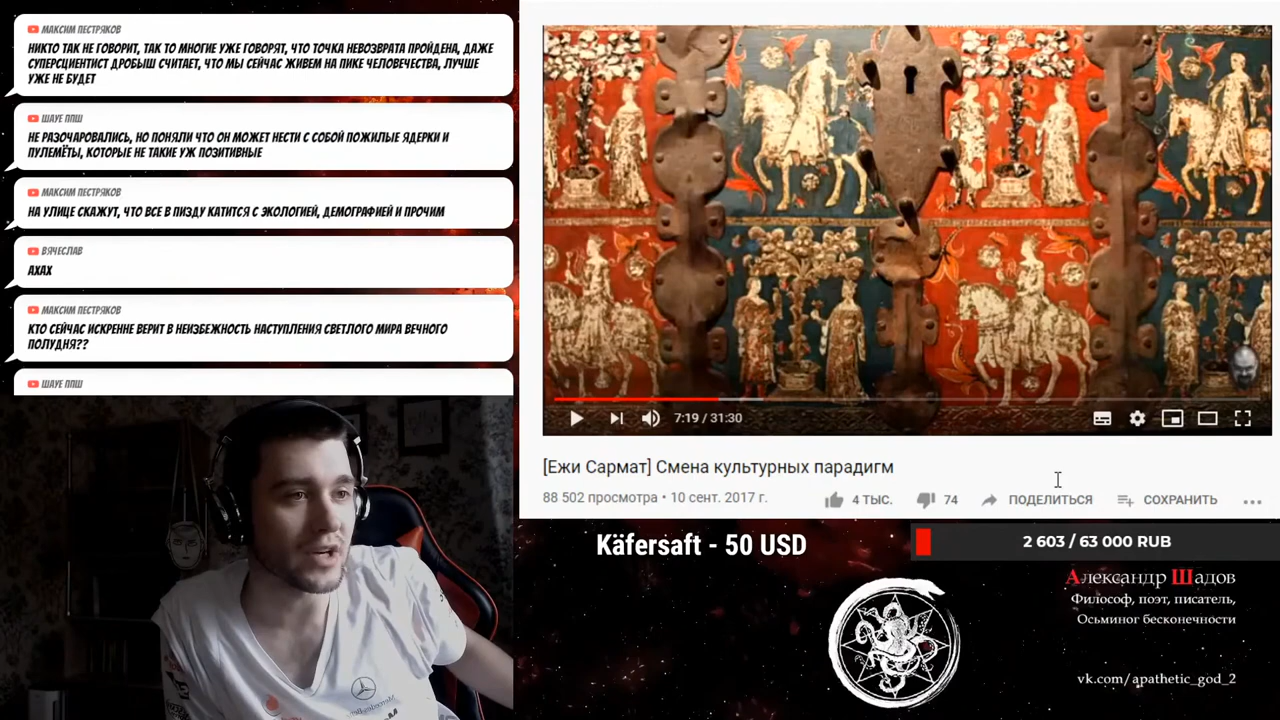 МАКСИМ ПЕСТРЯКОВ
НИКТО ТАК НЕ ГОВОРИТ, ТАК ТО МНОГИЕ УЖЕ ГОВОРЯТ, ЧТО ТОЧКА НЕВОЗВРАТА ПРОЙДЕНА, ДАЖЕ
СУПЕРСЦИЕНТИСТ ДРОБЫШ СЧИТАЕТ, ЧТО МЫ СЕЙЧАС ЖИВЕМ НА ПИКЕ ЧЕЛОВЕЧЕСТВА, ЛУЧШЕ
УЖЕ НЕ БУДЕТ
ШАУЕ ППШ
НЕ РАЗОЧАРОВАЛИСЬ, НО ПОНЯЛИ ЧТО ОН МОЖЕТ НЕСТИ С СОБОЙ ПОЖИЛЫЕ ЯДЕРКИ И
ПУЛЕМЁТЫ, КОТОРЫЕ НЕ ТАКИЕ УЖ ПОЗИТИВНЫЕ
МАКСИМ ПЕСТРЯКОВ
НА УЛИЦЕ СКАЖУТ, ЧТО ВСЕ В ПИЗДУ КАТИТСЯ С ЭКОЛОГИЕЙ, ДЕМОГРАФИЕЙ И ПРОЧИМ
ВЯЧЕСЛАВ
АХАХ
МАКСИМ ПЕСТРЯКОВ
КТО СЕЙЧАС ИСКРЕННЕ ВЕРИТ В НЕИЗБЕЖНОСТЬ НАСТУПЛЕНИЯ СВЕТЛОГО МИРА ВЕЧНОГО
ПОЛУДНЯ??
ШАУЕ ППШ
7:19 / 31:30
[Ежи Сармат] Смена культурных парадигм
88 502 просмотра • 10 сент. 2017 г.
4 ТЫС.
74
ПОДЕЛИТЬСЯ
СОХРАНИТЬ
Käfersaft - 50 USD
2 603 / 63 000 RUB
Александр Шадов
Философ, поэт, писатель,
Осьминог бесконечности
vk.com/apathetic_god_2